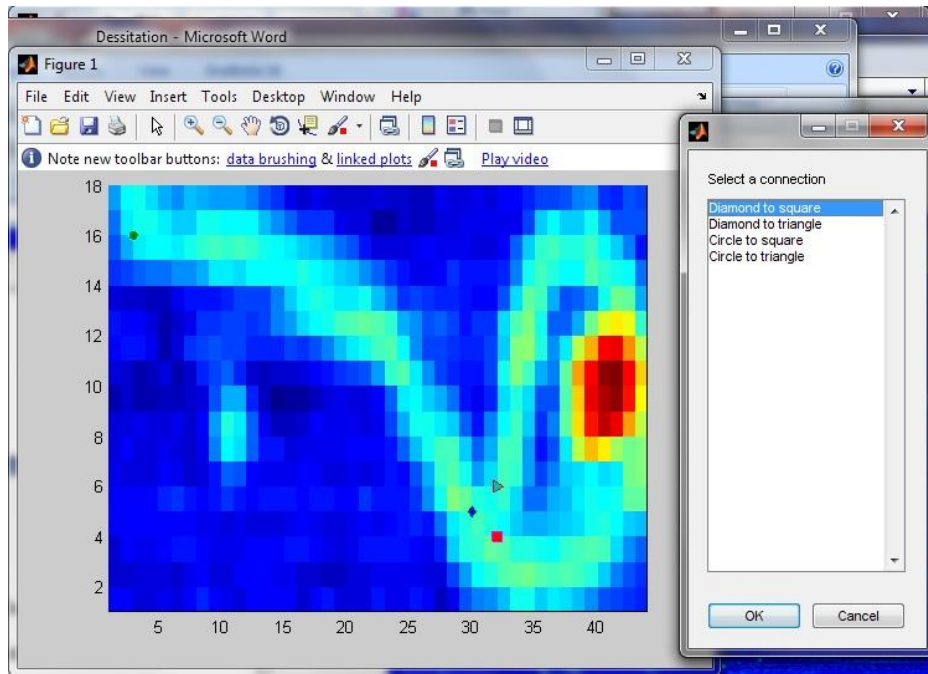 Dessitation - Microsoft Word
Figure 1
File Edit View Insert Tools Desktop Window Help
Note new toolbar buttons: data brushing & linked plots Play video
18
16
14
12
10
8
6
4
2
5 10 15 20 25 30 35 40
Select a connection
Diamond to square
Diamond to triangle
Circle to square
Circle to triangle
OK Cancel